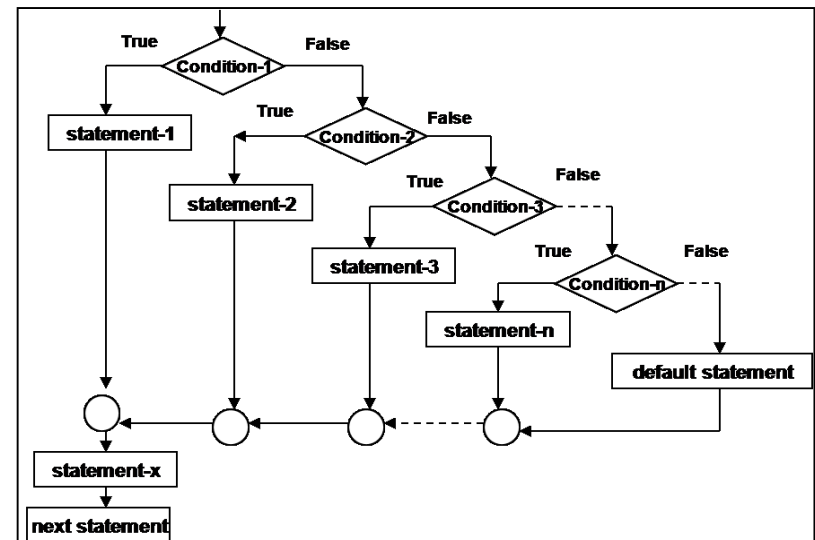 True
False
Condition-1
True
False
statement-1
Condition-2
True
False
statement-2
Condition-3
True
False
statement-3
Condition-n
statement-n
default statement
statement-x
next statement